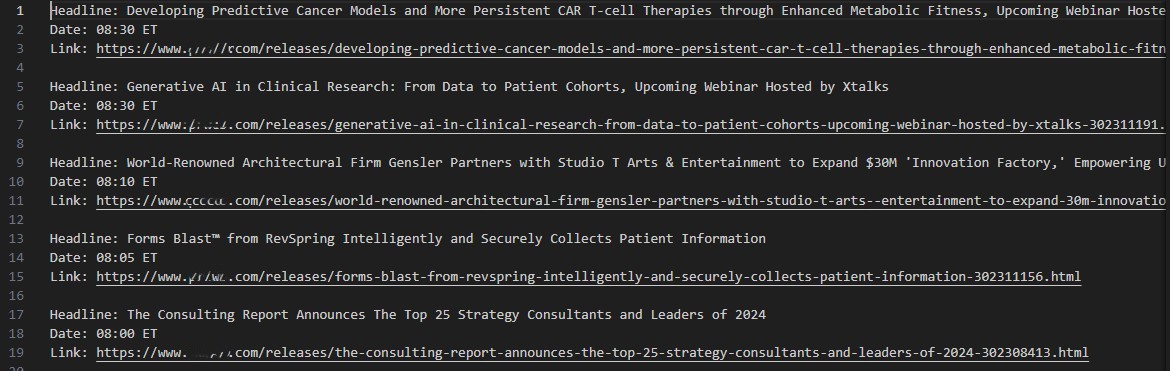 1 Headline: Developing Predictive Cancer Models and More Persistent CAR T-cell Therapies through Enhanced Metabolic Fitness, Upcoming Webinar Hoste
2 Date: 08:30 ET
3 Link: https://www. com/releases/developing-predictive-cancer-models-and-more-persistent-car-t-cell-therapies-through-enhanced-metabolic-fitn
4
5 Headline: Generative AI in Clinical Research: From Data to Patient Cohorts, Upcoming Webinar Hosted by Xtalks
6 Date: 08:30 ET
7 Link: https://www. .com/releases/generative-ai-in-clinical-research-from-data-to-patient-cohorts-upcoming-webinar-hosted-by-xtalks-302311191.
8
9 Headline: World-Renowned Architectural Firm Gensler Partners with Studio T Arts & Entertainment to Expand $30M 'Innovation Factory,' Empowering U
10 Date: 08:10 ET
11 Link: https://www. .com/releases/world-renowned-architectural-firm-gensler-partners-with-studio-t-arts--entertainment-to-expand-30m-innovatio
12
13 Headline: Forms Blast™ from RevSpring Intelligently and Securely Collects Patient Information
14 Date: 08:05 ET
15 Link: https://www. .com/releases/forms-blast-from-revspring-intelligently-and-securely-collects-patient-information-302311156.html
16
17 Headline: The Consulting Report Announces The Top 25 Strategy Consultants and Leaders of 2024
18 Date: 08:00 ET
19 Link: https://www. .com/releases/the-consulting-report-announces-the-top-25-strategy-consultants-and-leaders-of-2024-302308413.html